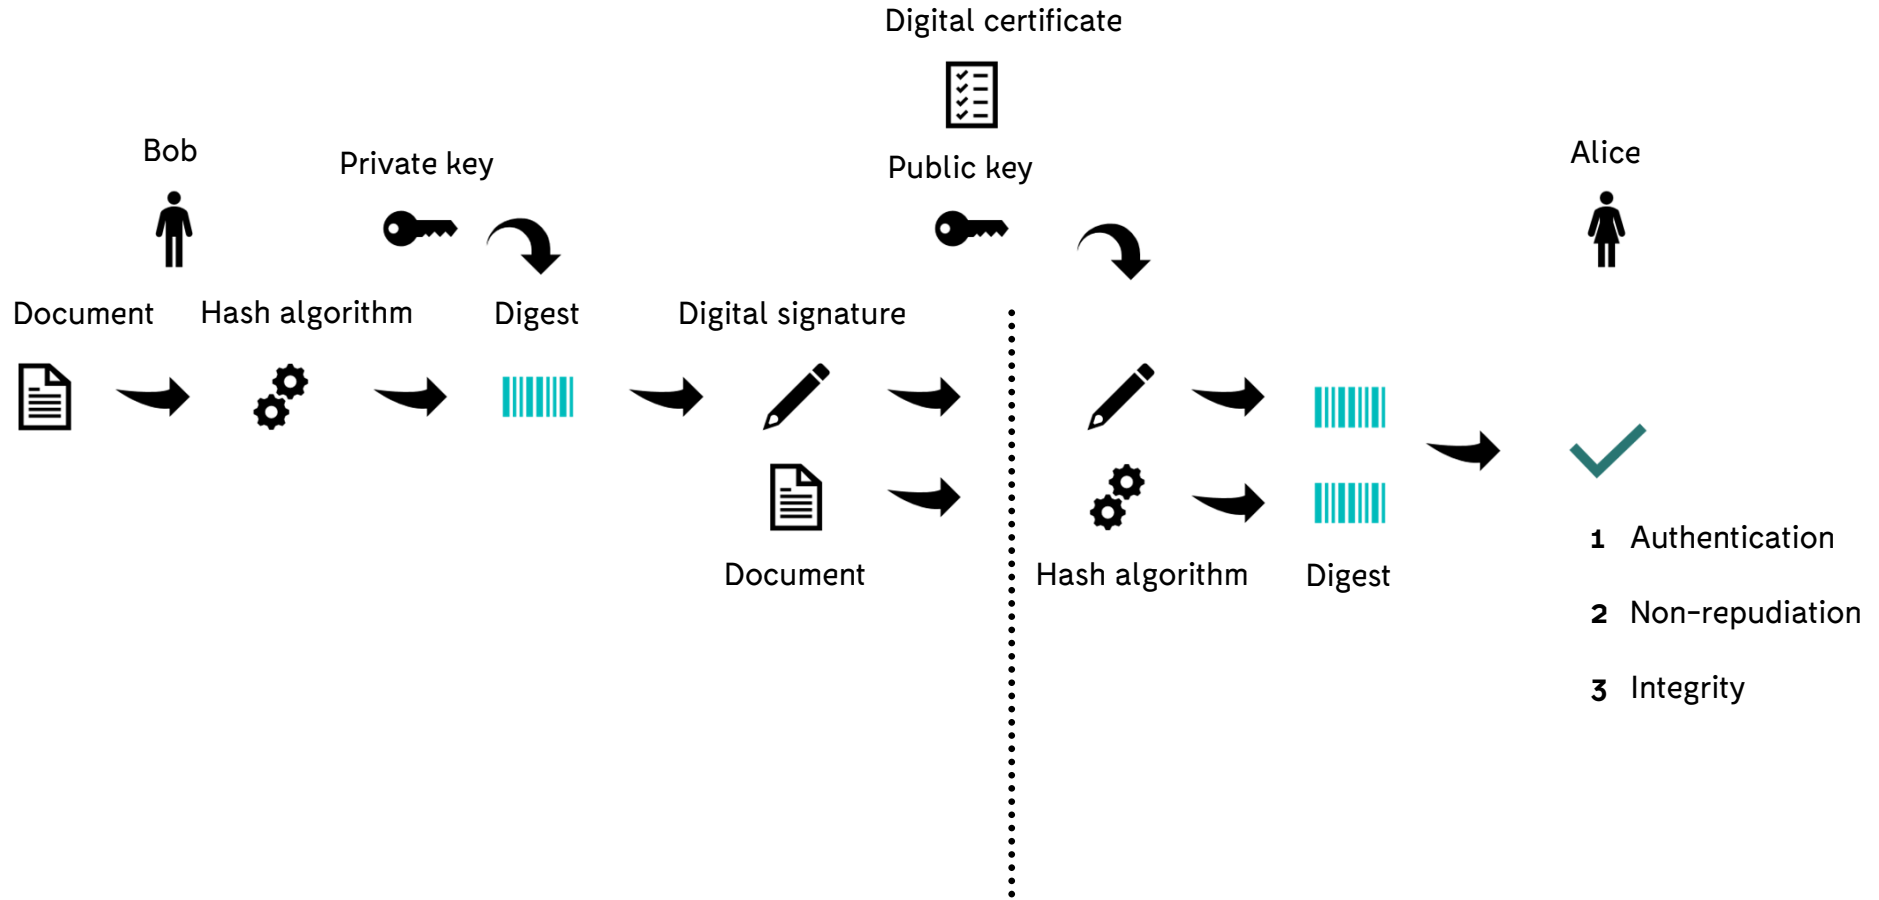 Digital certificate
Bob
Private key
Public key
Alice
Document
Hash algorithm
Digest
Digital signature
Document
Hash algorithm
Digest
1 Authentication
2 Non-repudiation
3 Integrity